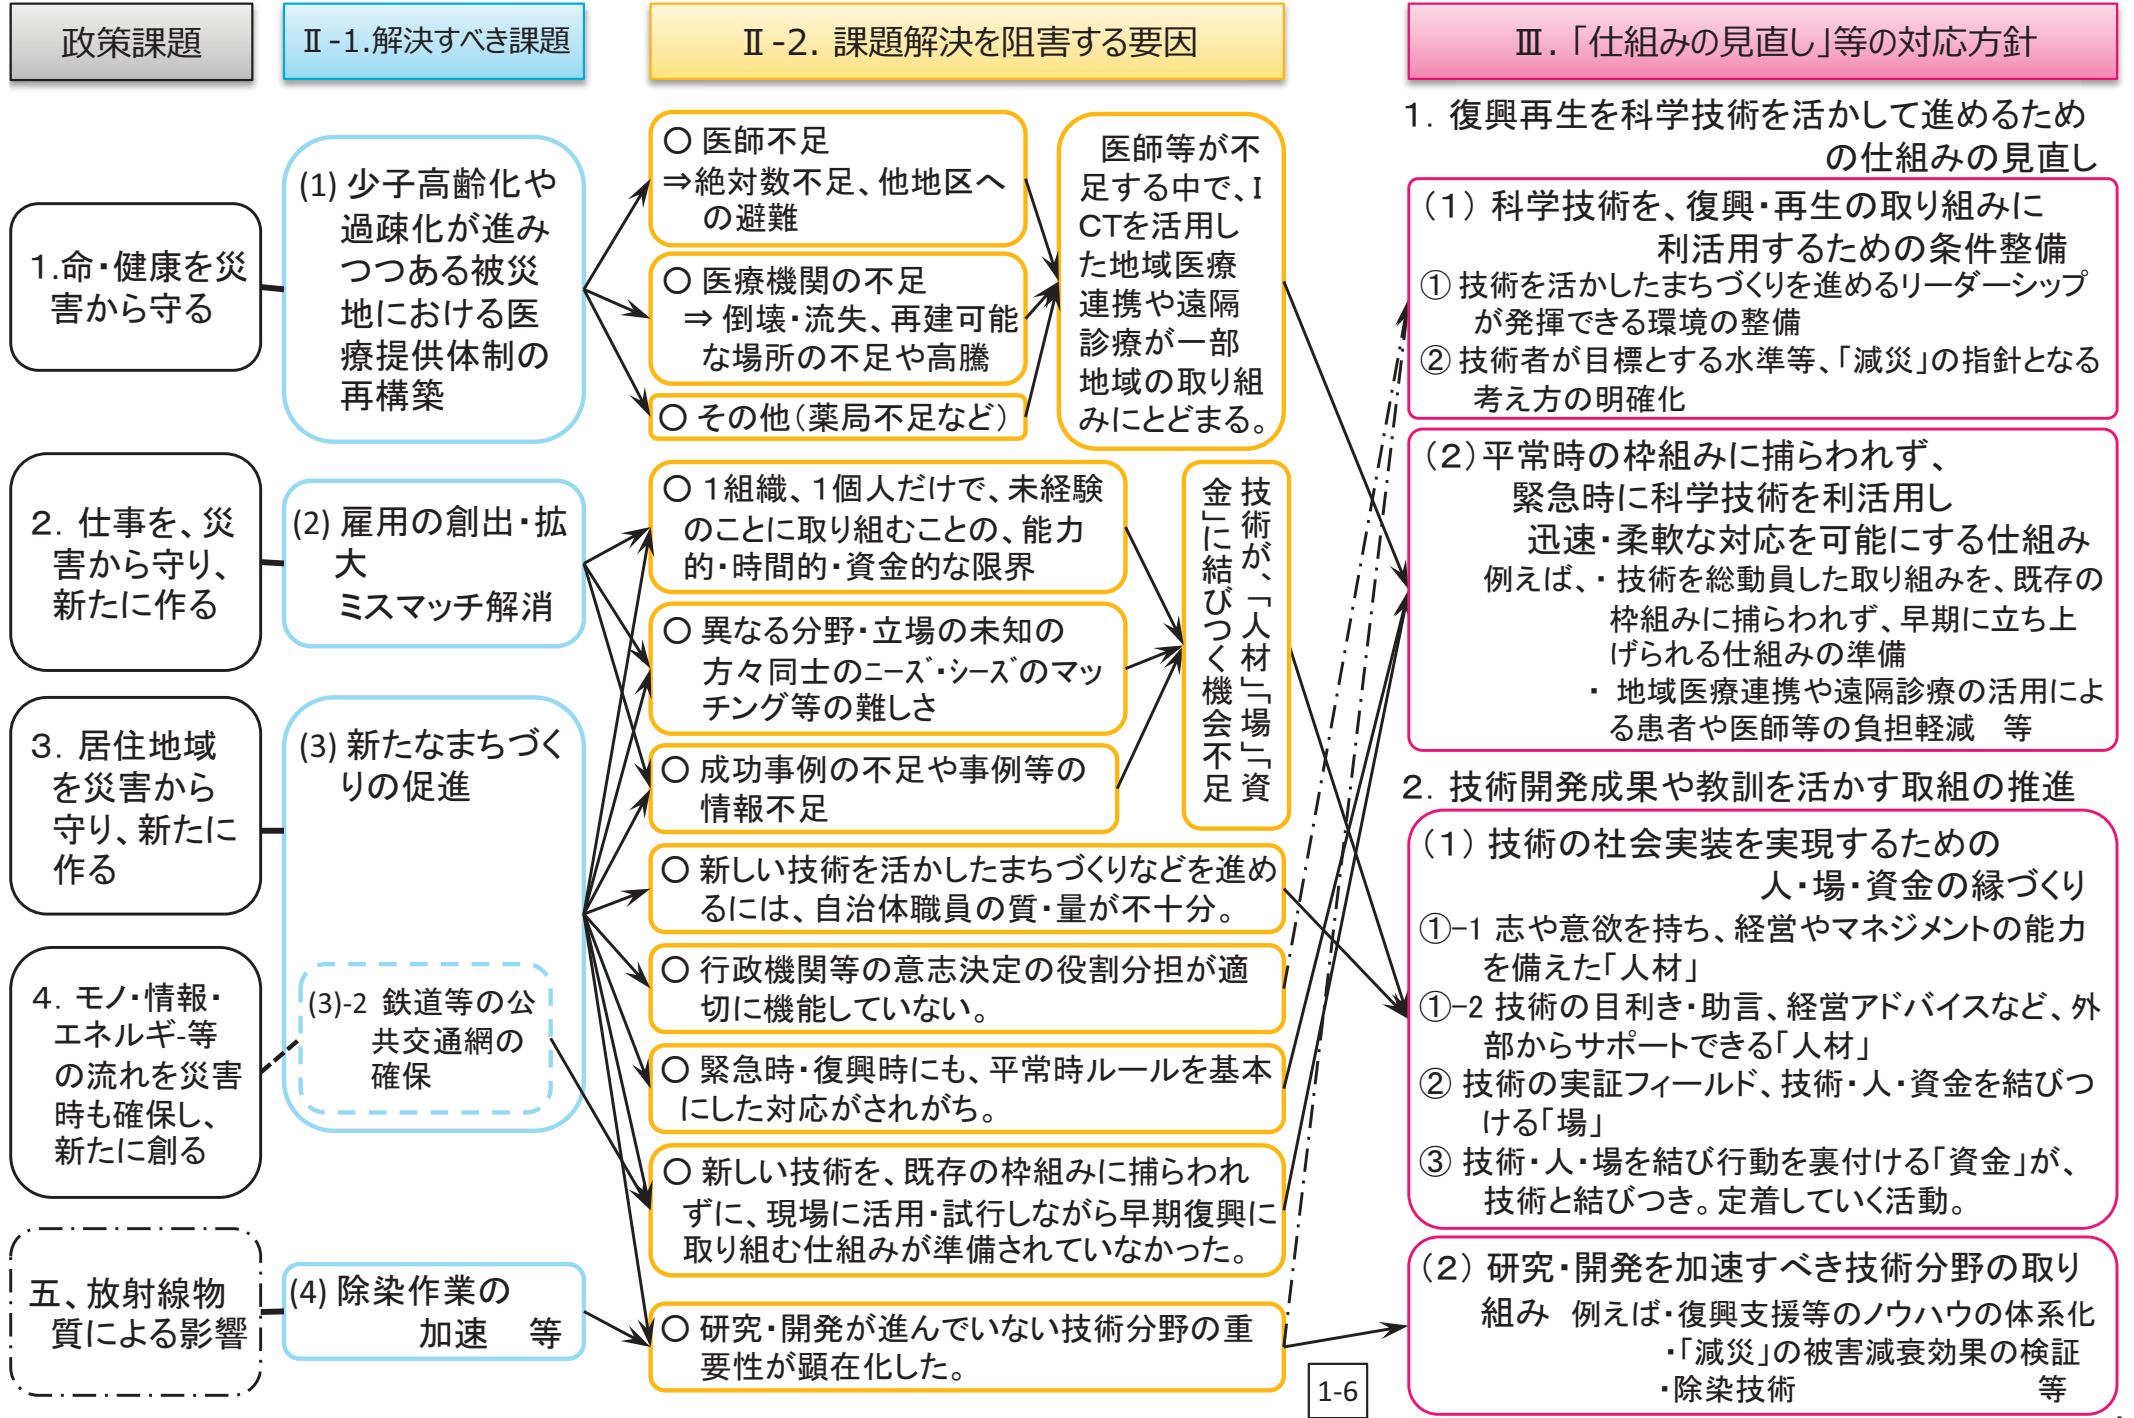 政策課題
Ⅱ-1.解決すべき課題
Ⅱ-2. 課題解決を阻害する要因
Ⅲ.「仕組みの見直し」等の対応方針
1.命・健康を災
害から守る
2. 仕事を、災
害から守り、
新たに作る
3. 居住地域
を災害から
守り、新たに
作る
4. モノ・情報・
エネルギ-等
の流れを災害
時も確保し、
新たに創る
五、放射線物
質による影響
(1) 少子高齢化や
過疎化が進み
つつある被災
地における医
療提供体制の
再構築
(2) 雇用の創出・拡
大
ミスマッチ解消
(3) 新たなまちづく
りの促進
(3)-2 鉄道等の公
共交通網の
確保
(4) 除染作業の
加速 等
〇 医師不足
⇒絶対数不足、他地区へ
の避難
〇 医療機関の不足
⇒ 倒壊・流失、再建可能
な場所の不足や高騰
〇 その他（薬局不足など）
医師等が不
足する中で、I
CTを活用し
た地域医療
連携や遠隔
診療が一部
地域の取り組
みにとどまる。
〇 1組織、1個人だけで、未経験
のことに取り組むことの、能力
的・時間的・資金的な限界
〇 異なる分野・立場の未知の
方々同士のﾆｰｽﾞ・ｼｰｽﾞのマッ
チング等の難しさ
〇 成功事例の不足や事例等の
情報不足
技術が、「人材」「場」「資
金」に結びつく機会不足
〇 新しい技術を活かしたまちづくりなどを進め
るには、自治体職員の質・量が不十分。
〇 行政機関等の意志決定の役割分担が適
切に機能していない。
〇 緊急時・復興時にも、平常時ルールを基本
にした対応がされがち。
〇 新しい技術を、既存の枠組みに捕らわれ
ずに、現場に活用・試行しながら早期復興に
取り組む仕組みが準備されていなかった。
〇 研究・開発が進んでいない技術分野の重
要性が顕在化した。
1. 復興再生を科学技術を活かして進めるため
の仕組みの見直し
(1) 科学技術を、復興・再生の取り組みに
利活用するための条件整備
① 技術を活かしたまちづくりを進めるリーダーシップ
が発揮できる環境の整備
② 技術者が目標とする水準等、「減災」の指針となる
考え方の明確化
(2)平常時の枠組みに捕らわれず、
緊急時に科学技術を利活用し
迅速・柔軟な対応を可能にする仕組み
例えば、・ 技術を総動員した取り組みを、既存の
枠組みに捕らわれず、早期に立ち上
げられる仕組みの準備
・ 地域医療連携や遠隔診療の活用によ
る患者や医師等の負担軽減 等
2. 技術開発成果や教訓を活かす取組の推進
(1) 技術の社会実装を実現するための
人・場・資金の縁づくり
①-1 志や意欲を持ち、経営やマネジメントの能力
を備えた「人材」
①-2 技術の目利き・助言、経営アドバイスなど、外
部からサポートできる「人材」
② 技術の実証フィールド、技術・人・資金を結びつ
ける「場」
③ 技術・人・場を結び行動を裏付ける「資金」が、
技術と結びつき。定着していく活動。
(2) 研究・開発を加速すべき技術分野の取り
組み 例えば・復興支援等のノウハウの体系化
・「減災」の被害減衰効果の検証
・除染技術 等
1-6